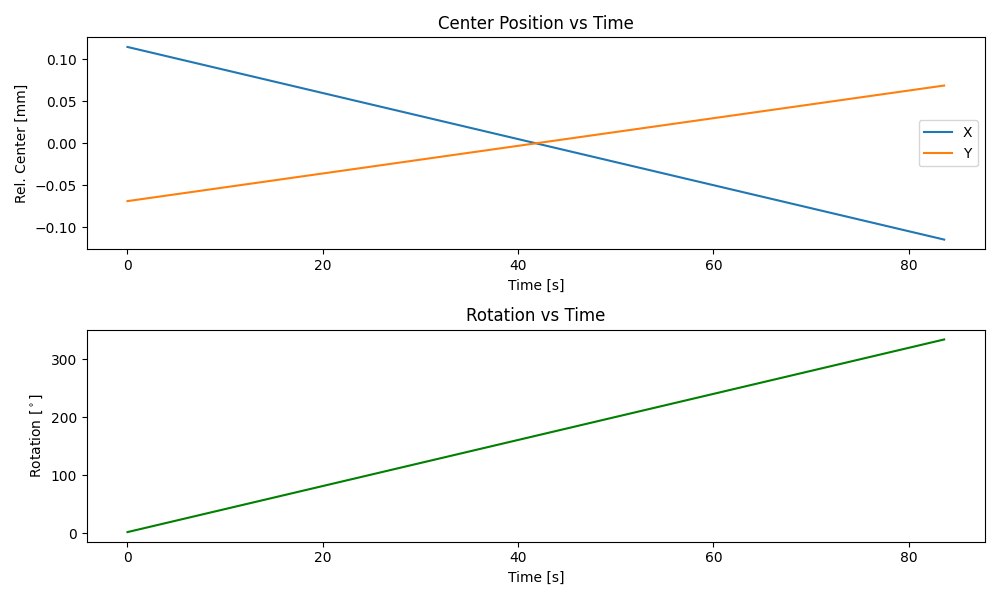 Center Position vs Time
Rel. Center [mm]
0.10
0.05
0.00
−0.05
−0.10
X
Y
0 20 40 60 80
Time [s]
Rotation vs Time
Rotation [°]
300
200
100
0
0 20 40 60 80
Time [s]